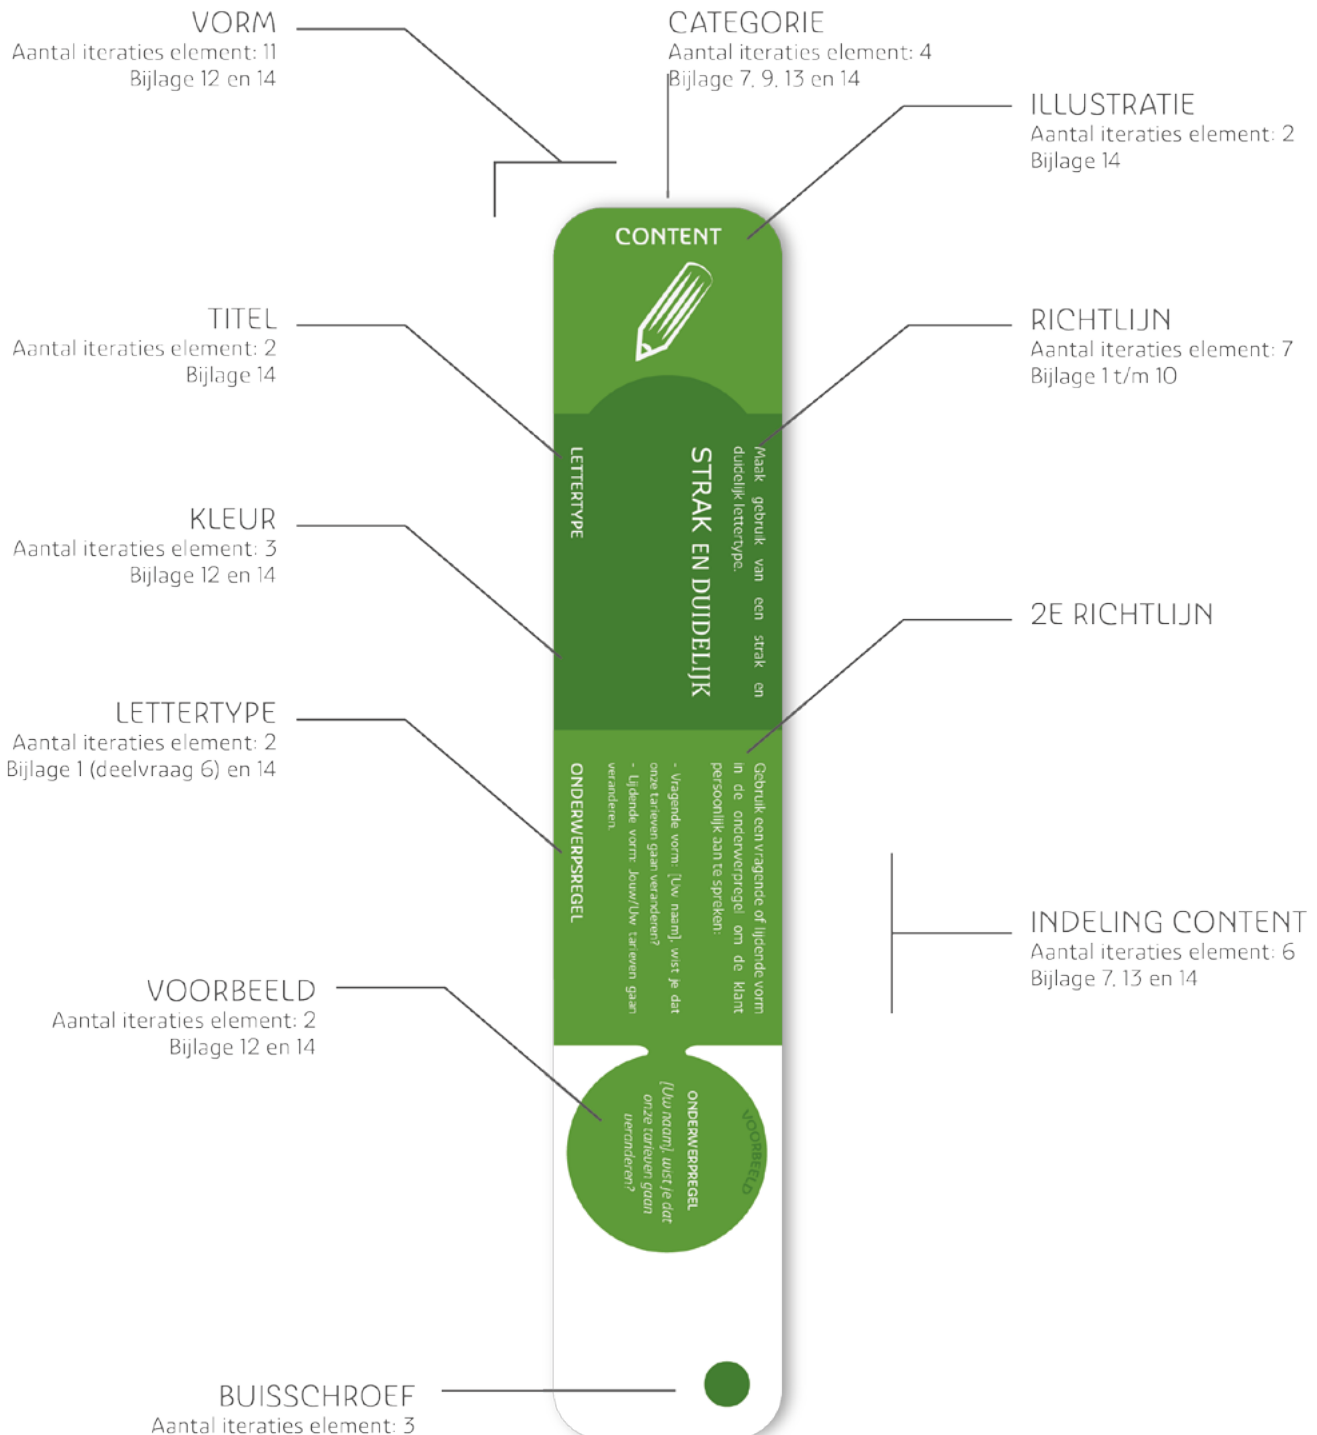 VORM
Aantal iteraties element: 11
Bijlage 12 en 14
CATEGORIE
Aantal iteraties element: 4
Bijlage 7, 9, 13 en 14
ILLUSTRATIE
Aantal iteraties element: 2
Bijlage 14
TITEL
Aantal iteraties element: 2
Bijlage 14
RICHTLIJN
Aantal iteraties element: 7
Bijlage 1 t/m 10
KLEUR
Aantal iteraties element: 3
Bijlage 12 en 14
2E RICHTLIJN
LETTERTYPE
Aantal iteraties element: 2
Bijlage 1 (deelvraag 6) en 14
INDELING CONTENT
Aantal iteraties element: 6
Bijlage 7, 13 en 14
VOORBEELD
Aantal iteraties element: 2
Bijlage 12 en 14
BUISSCHROEF
Aantal iteraties element: 3
CONTENT
Maak gebruik van een strak en
duidelijk lettertype.
STRAK EN DUIDELIJK
LETTERTYPE
Gebruik een vragende of lijdende vorm
in de onderwerpregel om de klant
persoonlijk aan te spreken:
- Vragende vorm: [Uw naam], wist je dat
onze tarieven gaan veranderen?
- Lijdende vorm: Jouw/Uw tarieven gaan
veranderen.
ONDERWERPSREGEL
VOORBEELD
ONDERWERPREGEL
[Uw naam], wist je dat
onze tarieven gaan
veranderen?